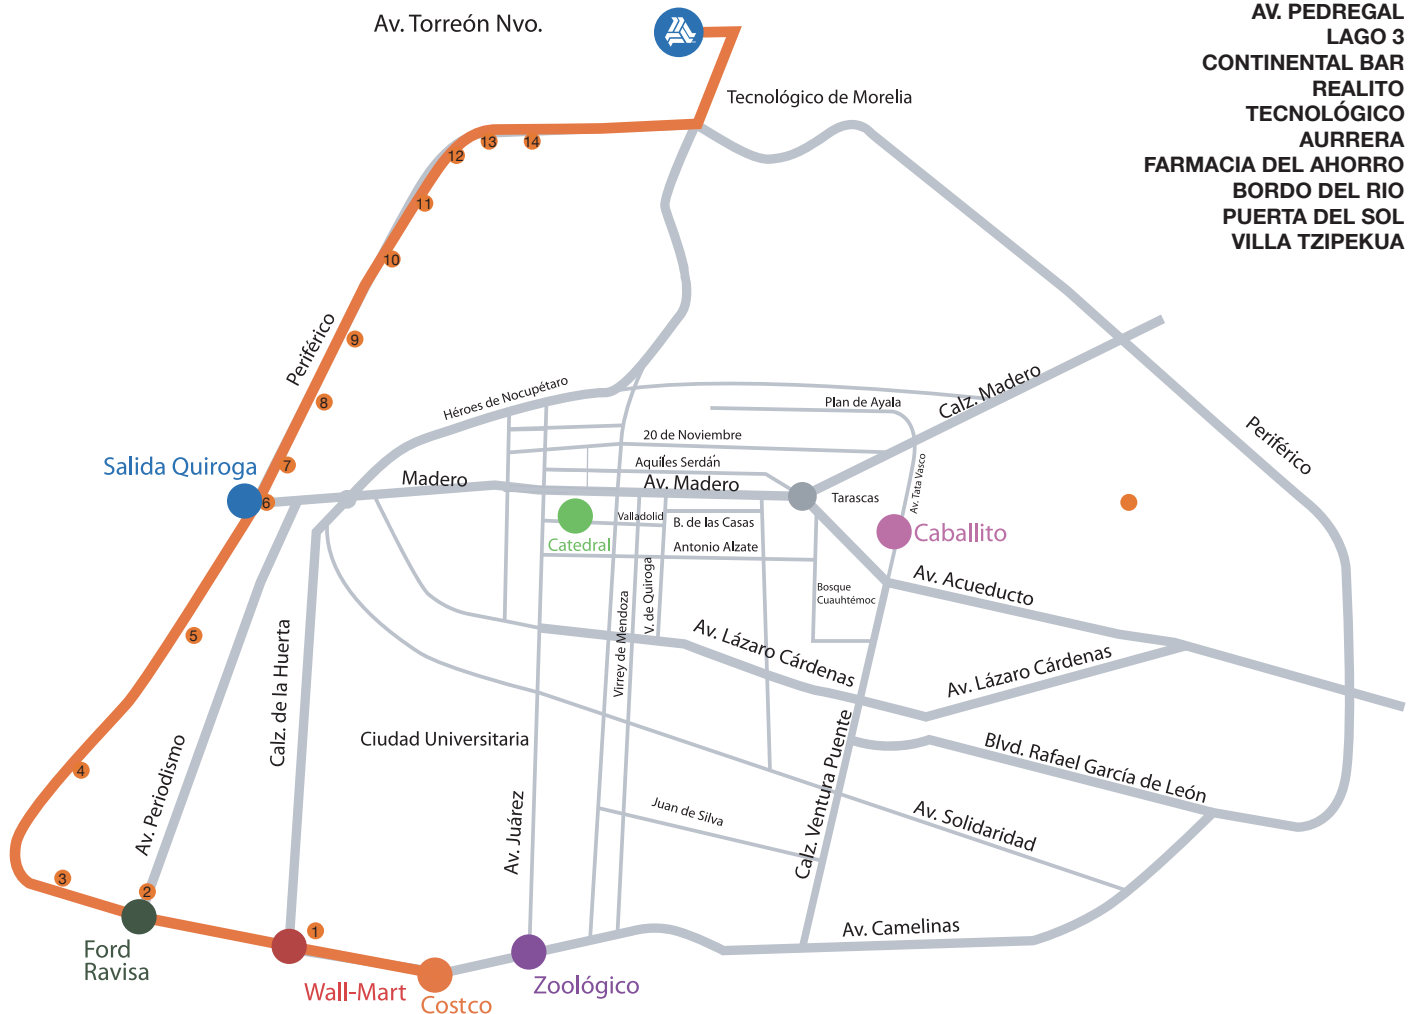 Av. Torreón Nvo.
AV. PEDREGAL
LAGO 3
CONTINENTAL BAR
REALITO
TECNOLÓGICO
AURRERA
FARMACIA DEL AHORRO
BORDO DEL RIO
PUERTA DEL SOL
VILLA TZIPEKUA
Tecnológico de Morelia
14
13
12
11
10
9
8
7
6
5
4
3
2
1
Periférico
Héroes de Nocupétaro
Plan de Ayala
Calz. Madero
20 de Noviembre
Periférico
Salida Quiroga
Madero
Aquíles Serdán
Av. Madero
Tarascas
Av. Tata Vasco
Valladolid
B. de las Casas
Catedral
Antonio Alzate
Caballito
Bosque
Cuauhtémoc
Av. Acueducto
V. de Quiroga
Virrey de Mendoza
Av. Lázaro Cárdenas
Av. Lázaro Cárdenas
Calz. de la Huerta
Ciudad Universitaria
Av. Periodismo
Av. Juárez
Juan de Silva
Calz. Ventura Puente
Blvd. Rafael García de León
Av. Solidaridad
Av. Camelinas
Ford
Ravisa
Wall-Mart
Costco
Zoológico